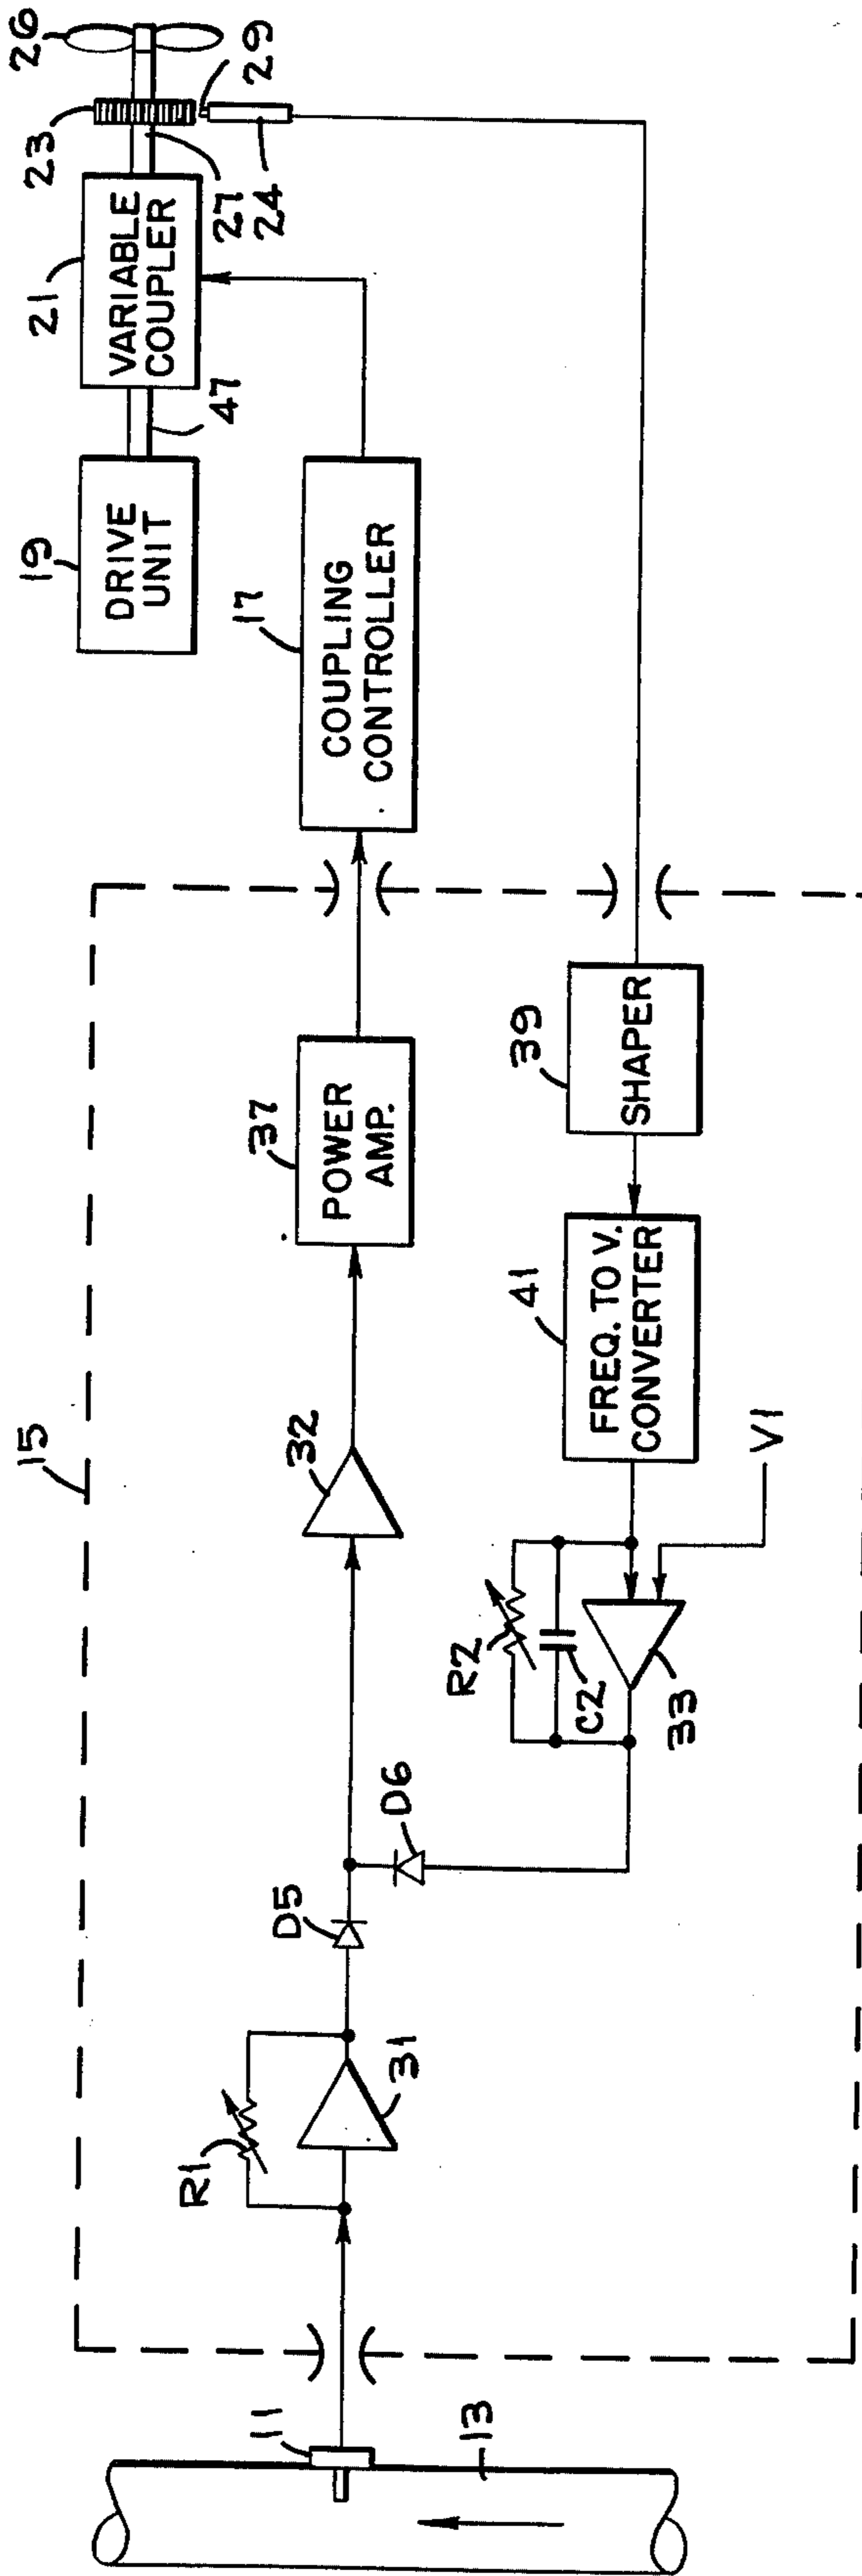 11
13
15
R1
31
D5
D6
32
37
POWER
AMP.
17
COUPLING
CONTROLLER
19
DRIVE
UNIT
47
21
VARIABLE
COUPLER
27
23
26
24
29
R2
C2
33
V1
41
FREQ. TO V.
CONVERTER
39
SHAPER